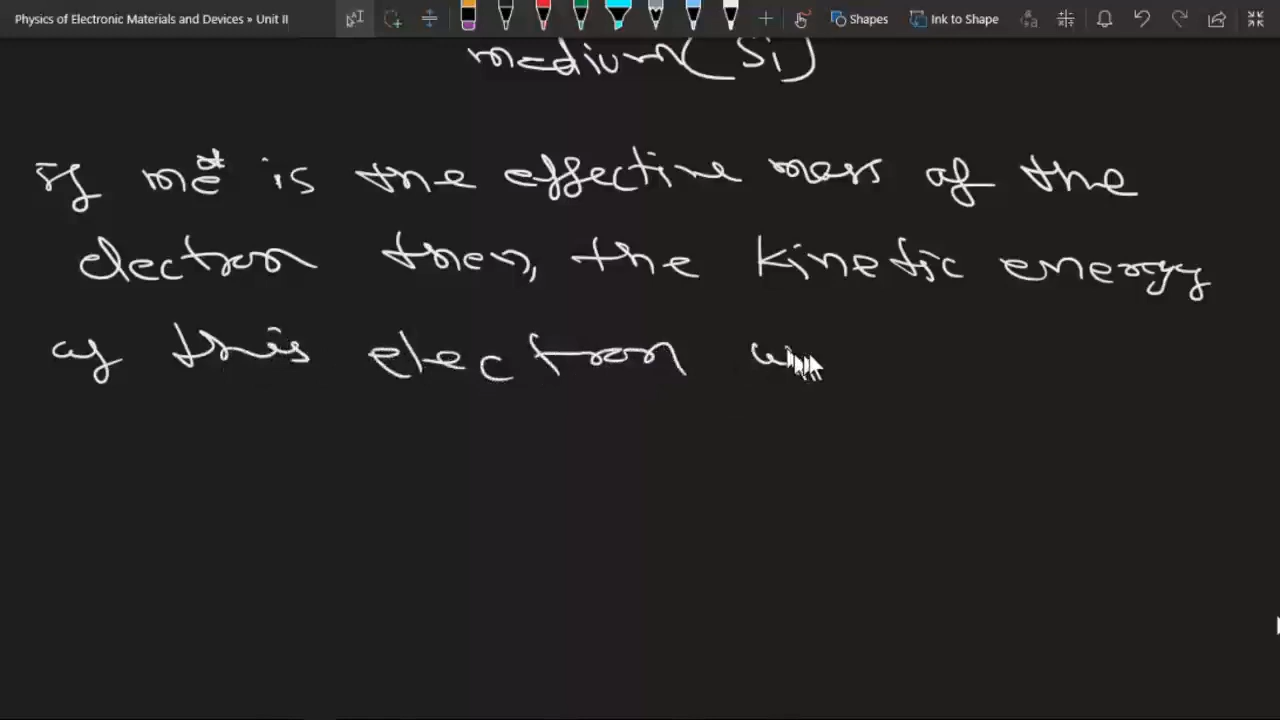 Physics of Electronic Materials and Devices » Unit II
Shapes
Ink to Shape
medium(Si)
if me* is the effective mass of the
electron then, the kinetic energy
of this electron